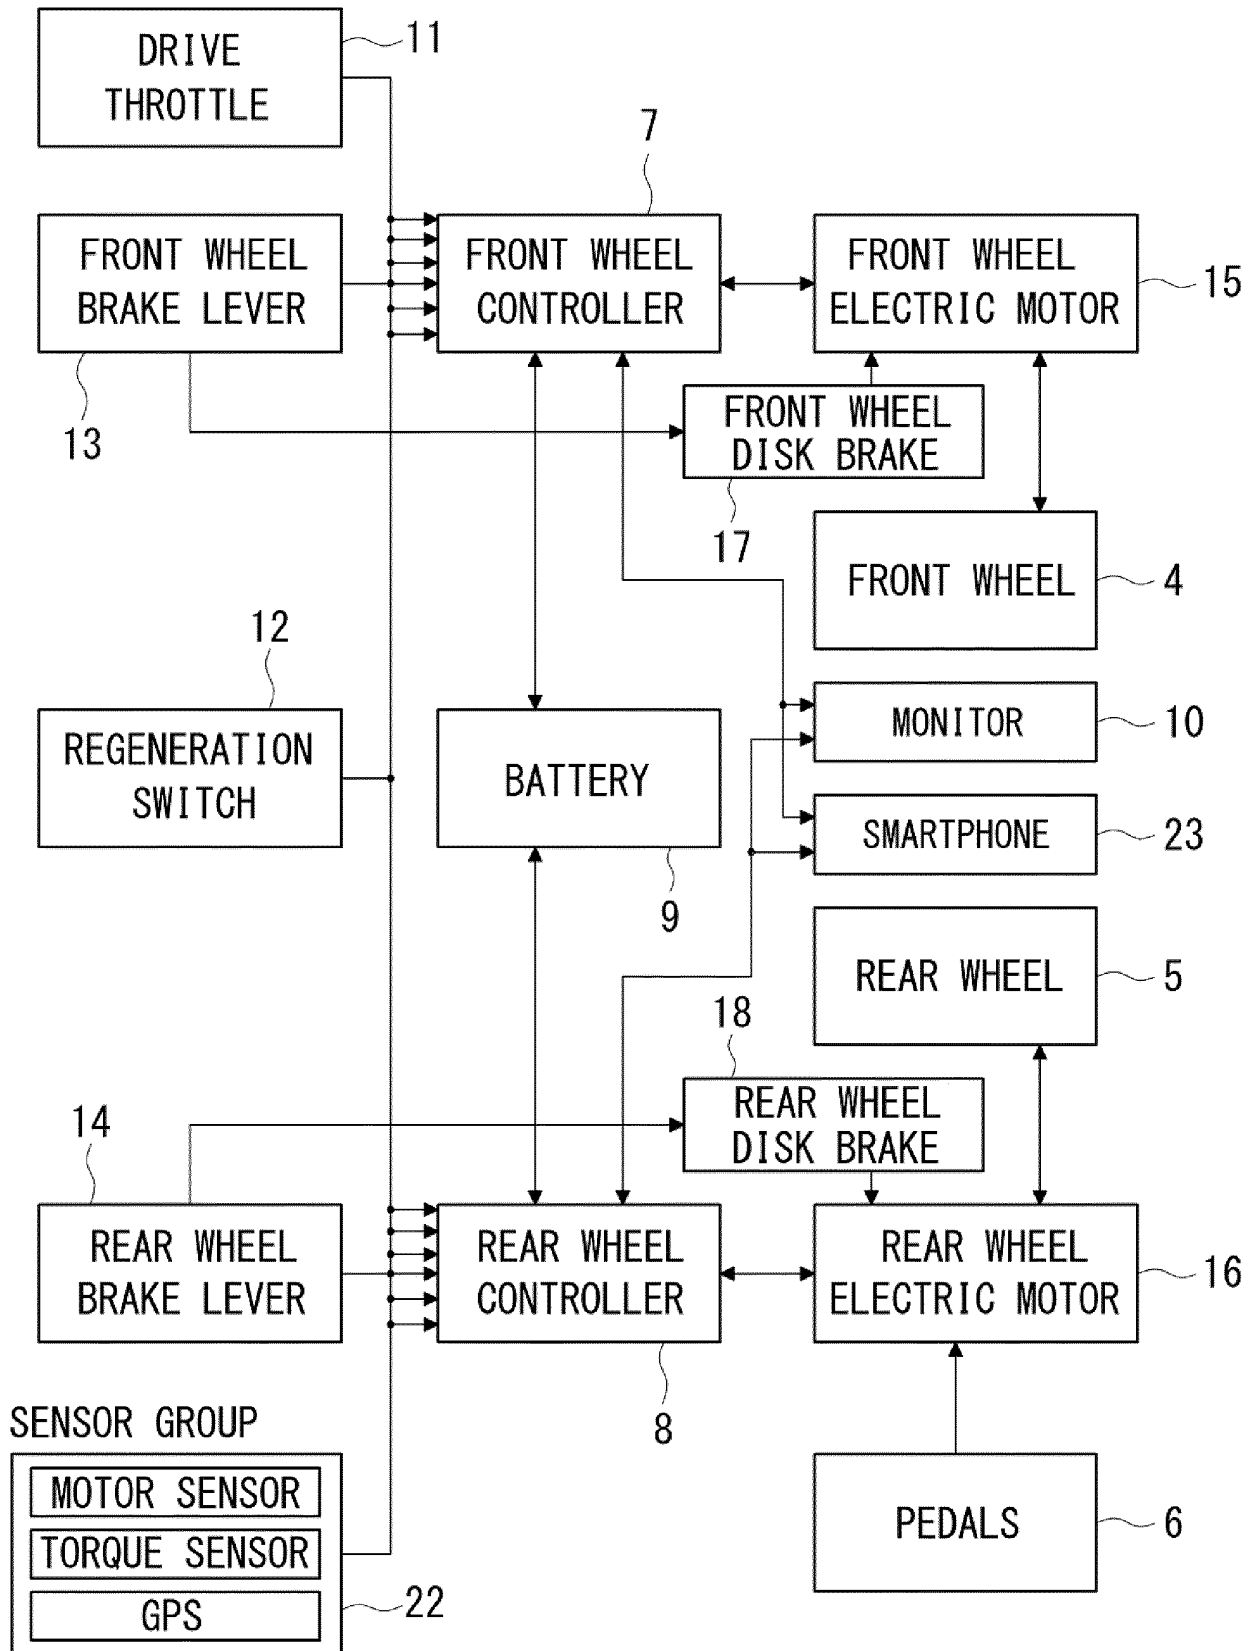 DRIVE
THROTTLE
11
7
FRONT WHEEL
BRAKE LEVER
13
FRONT WHEEL
CONTROLLER
FRONT WHEEL
ELECTRIC MOTOR
15
FRONT WHEEL
DISK BRAKE
17
FRONT WHEEL
4
12
REGENERATION
SWITCH
BATTERY
9
MONITOR
10
SMARTPHONE
23
REAR WHEEL
5
18
REAR WHEEL
DISK BRAKE
14
REAR WHEEL
BRAKE LEVER
REAR WHEEL
CONTROLLER
8
REAR WHEEL
ELECTRIC MOTOR
16
SENSOR GROUP
MOTOR SENSOR
TORQUE SENSOR
GPS
22
PEDALS
6